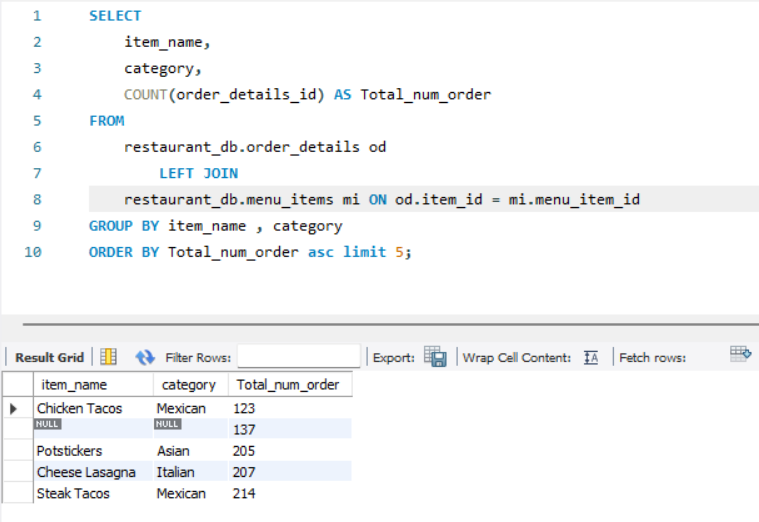 1 SELECT
2 item_name,
3 category,
4 COUNT(order_details_id) AS Total_num_order
5 FROM
6 restaurant_db.order_details od
7 LEFT JOIN
8 restaurant_db.menu_items mi ON od.item_id = mi.menu_item_id
9 GROUP BY item_name , category
10 ORDER BY Total_num_order asc limit 5;
Result Grid Filter Rows: Export: Wrap Cell Content: IA Fetch rows:
item_name category Total_num_order
Chicken Tacos Mexican 123
NULL NULL 137
Potstickers Asian 205
Cheese Lasagna Italian 207
Steak Tacos Mexican 214